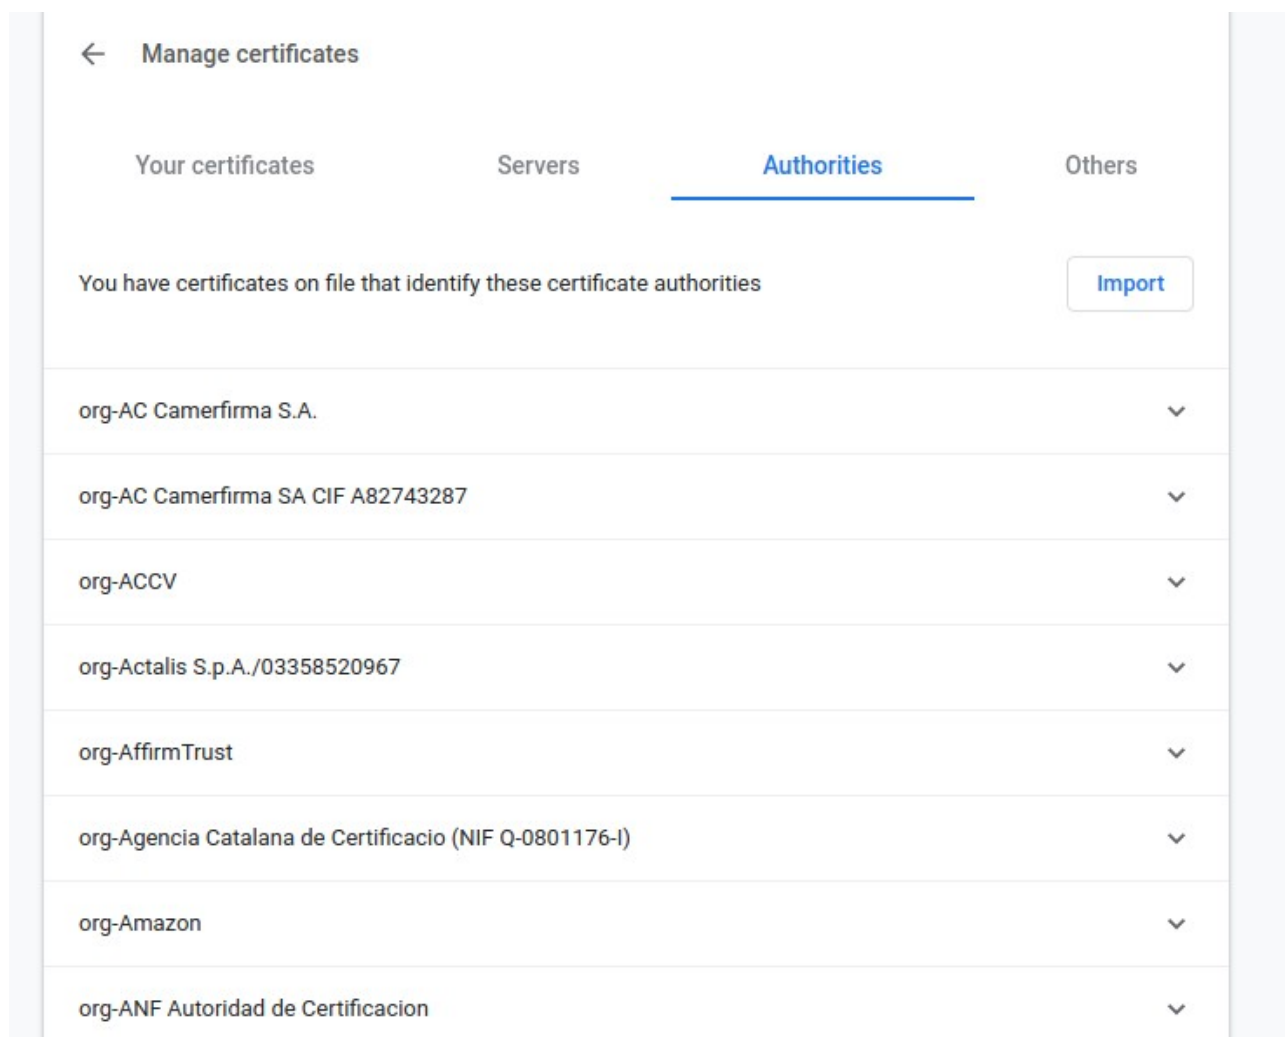 Manage certificates
Your certificates
Servers
Authorities
Others
You have certificates on file that identify these certificate authorities
Import
org-AC Camerfirma S.A.
org-AC Camerfirma SA CIF A82743287
org-ACCV
org-Actalis S.p.A./03358520967
org-AffirmTrust
org-Agencia Catalana de Certificacio (NIF Q-0801176-I)
org-Amazon
org-ANF Autoridad de Certificacion